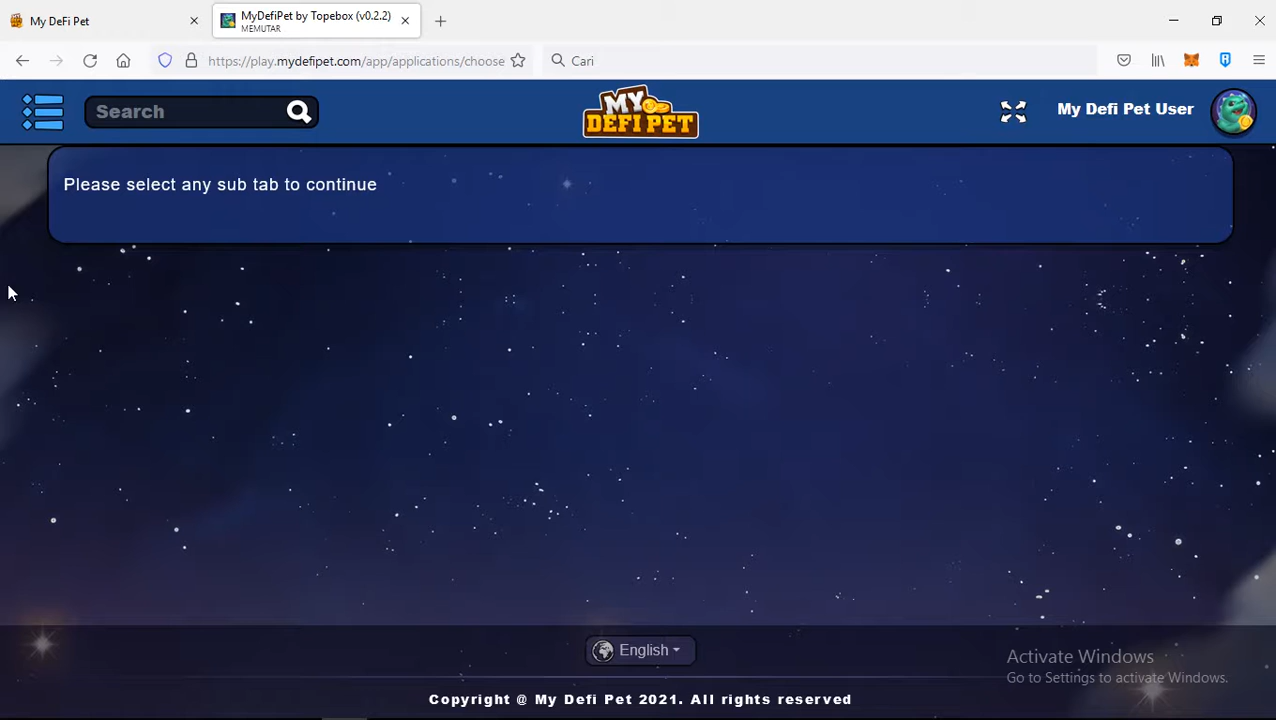 My DeFi Pet
MyDefiPet by Topebox (v0.2.2)
MEMUTAR
https://play.mydefipet.com/app/applications/choose
Cari
Search
MY
DEFI PET
My Defi Pet User
Please select any sub tab to continue
English
Activate Windows
Go to Settings to activate Windows.
Copyright @ My Defi Pet 2021. All rights reserved